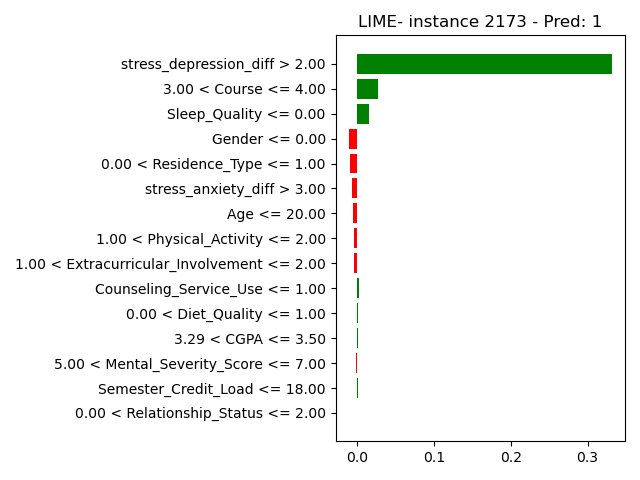 LIME- instance 2173 - Pred: 1
stress_depression_diff > 2.00
3.00 < Course <= 4.00
Sleep_Quality <= 0.00
Gender <= 0.00
0.00 < Residence_Type <= 1.00
stress_anxiety_diff > 3.00
Age <= 20.00
1.00 < Physical_Activity <= 2.00
1.00 < Extracurricular_Involvement <= 2.00
Counseling_Service_Use <= 1.00
0.00 < Diet_Quality <= 1.00
3.29 < CGPA <= 3.50
5.00 < Mental_Severity_Score <= 7.00
Semester_Credit_Load <= 18.00
0.00 < Relationship_Status <= 2.00
0.0 0.1 0.2 0.3